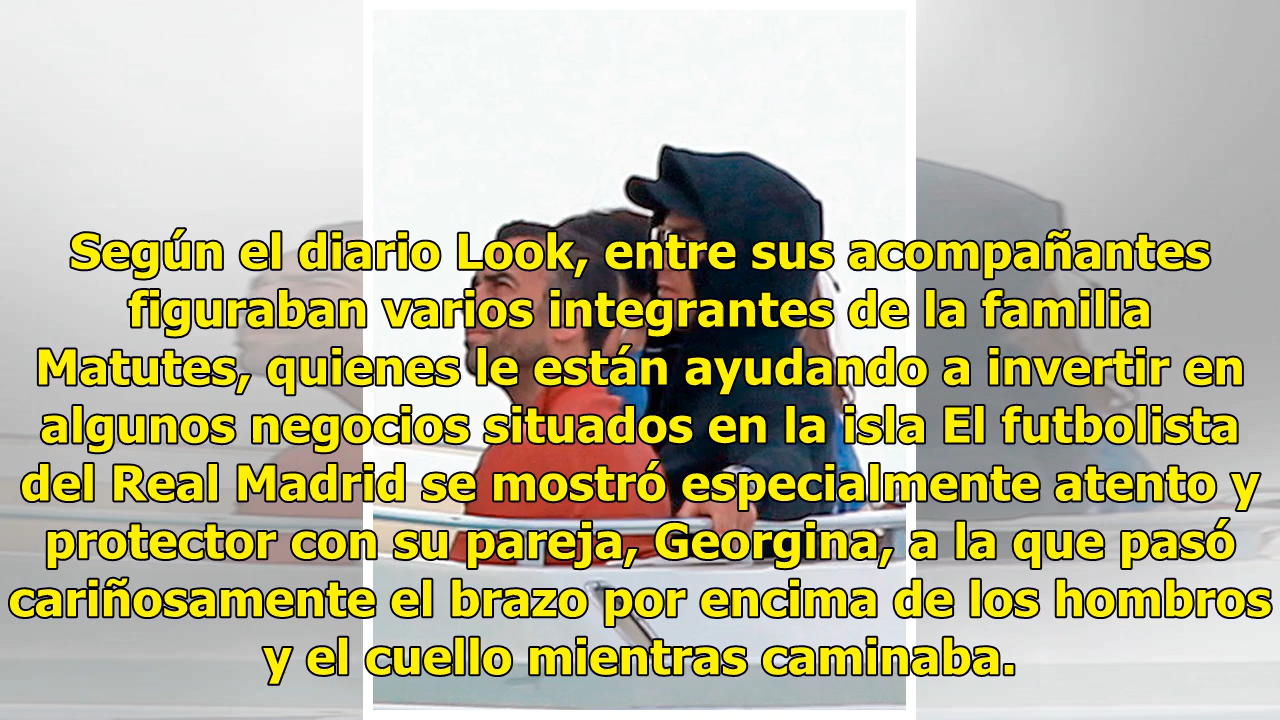 Según el diario Look, entre sus acompañantes
figuraban varios integrantes de la familia
Matutes, quienes le están ayudando a invertir en
algunos negocios situados en la isla El futbolista
del Real Madrid se mostró especialmente atento y
protector con su pareja, Georgina, a la que pasó
cariñosamente el brazo por encima de los hombros
y el cuello mientras caminaba.